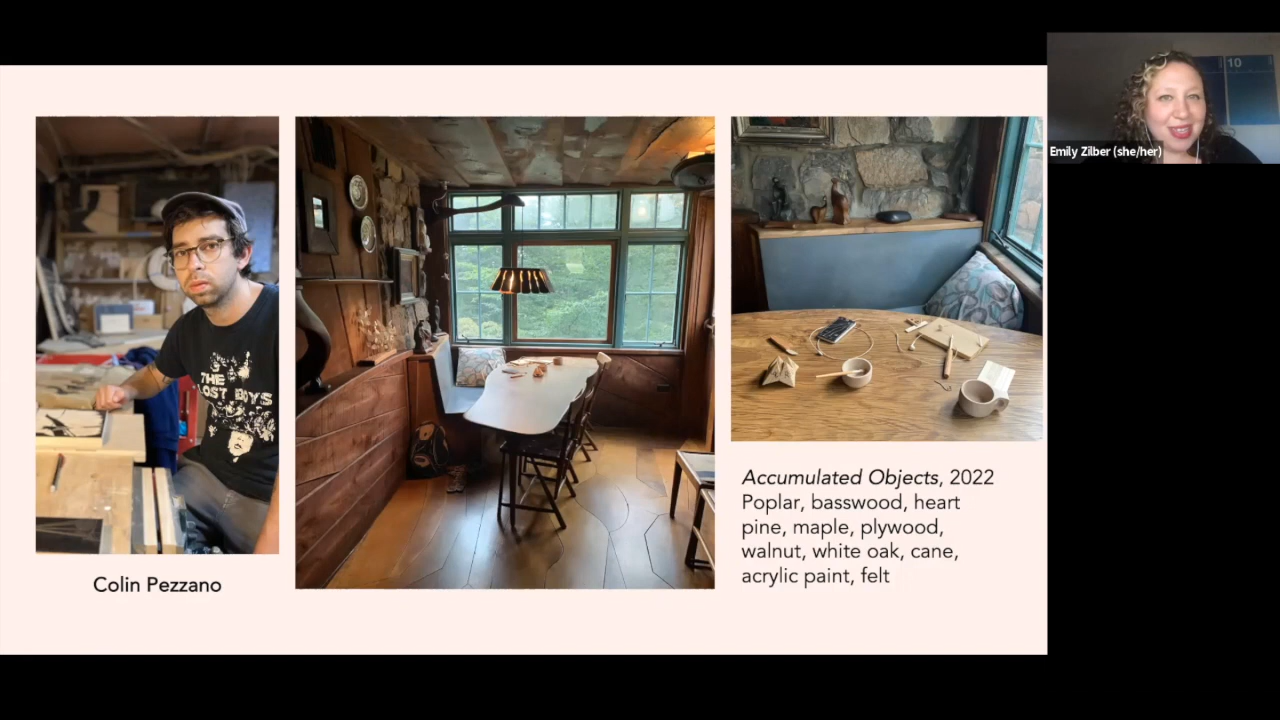 10
Emily Zilber (she/her)
THE
LOST BOYS
Accumulated Objects, 2022
Poplar, basswood, heart
pine, maple, plywood,
walnut, white oak, cane,
acrylic paint, felt
Colin Pezzano